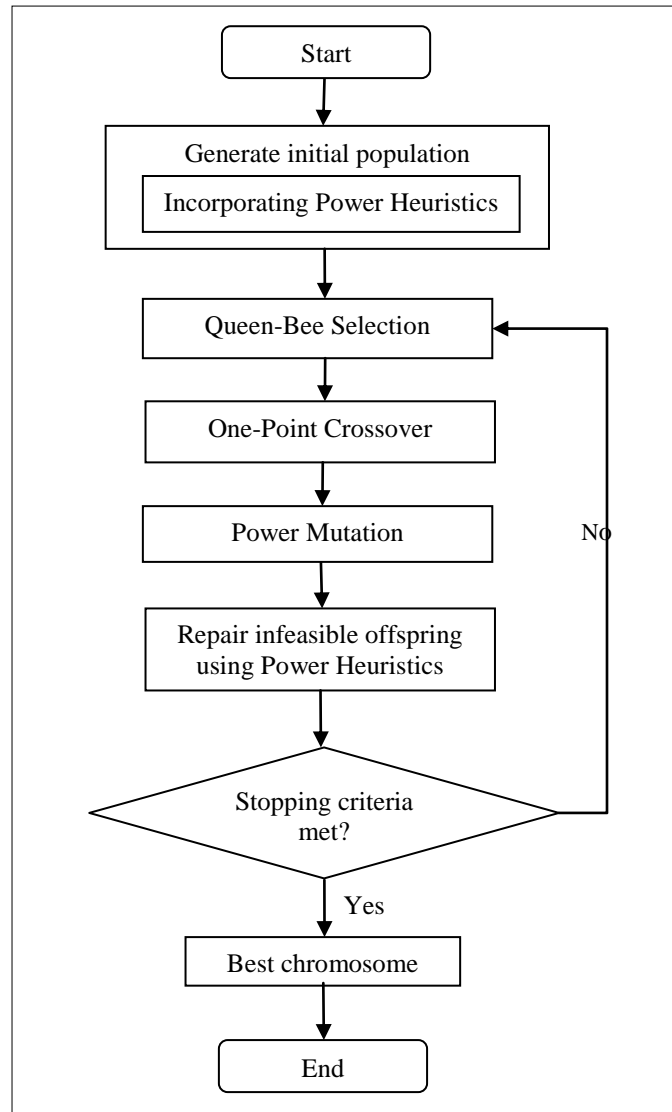 Start
Generate initial population
Incorporating Power Heuristics
Queen-Bee Selection
One-Point Crossover
Power Mutation
No
Repair infeasible offspring
using Power Heuristics
Stopping criteria
met?
Yes
Best chromosome
End